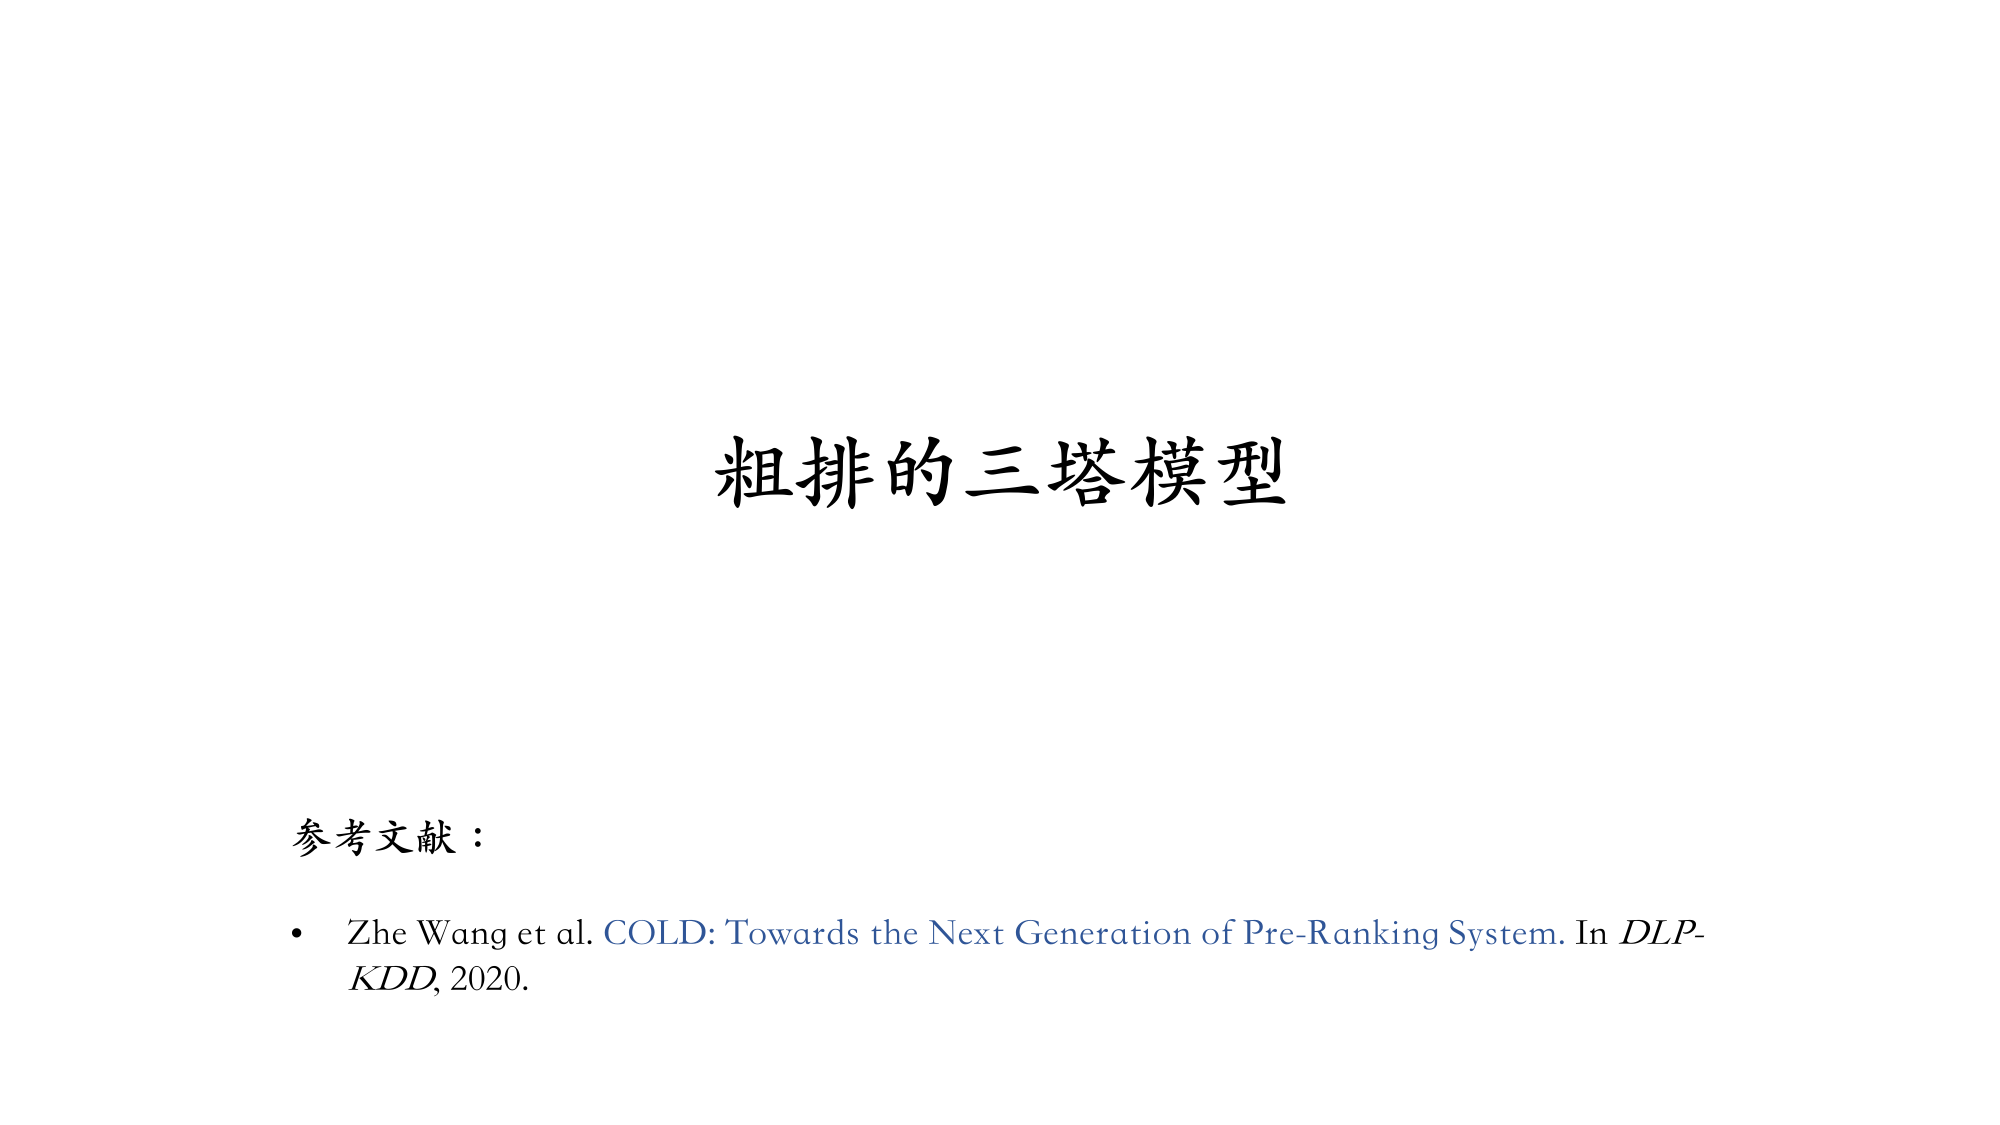 粗排的三塔模型
参考文献：
• Zhe Wang et al. COLD: Towards the Next Generation of Pre-Ranking System. In DLP-
KDD, 2020.